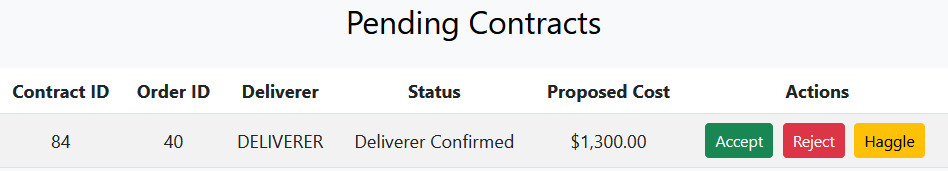 Pending Contracts
Contract ID Order ID Deliverer Status Proposed Cost Actions
84 40 DELIVERER Deliverer Confirmed $1,300.00 Accept Reject Haggle